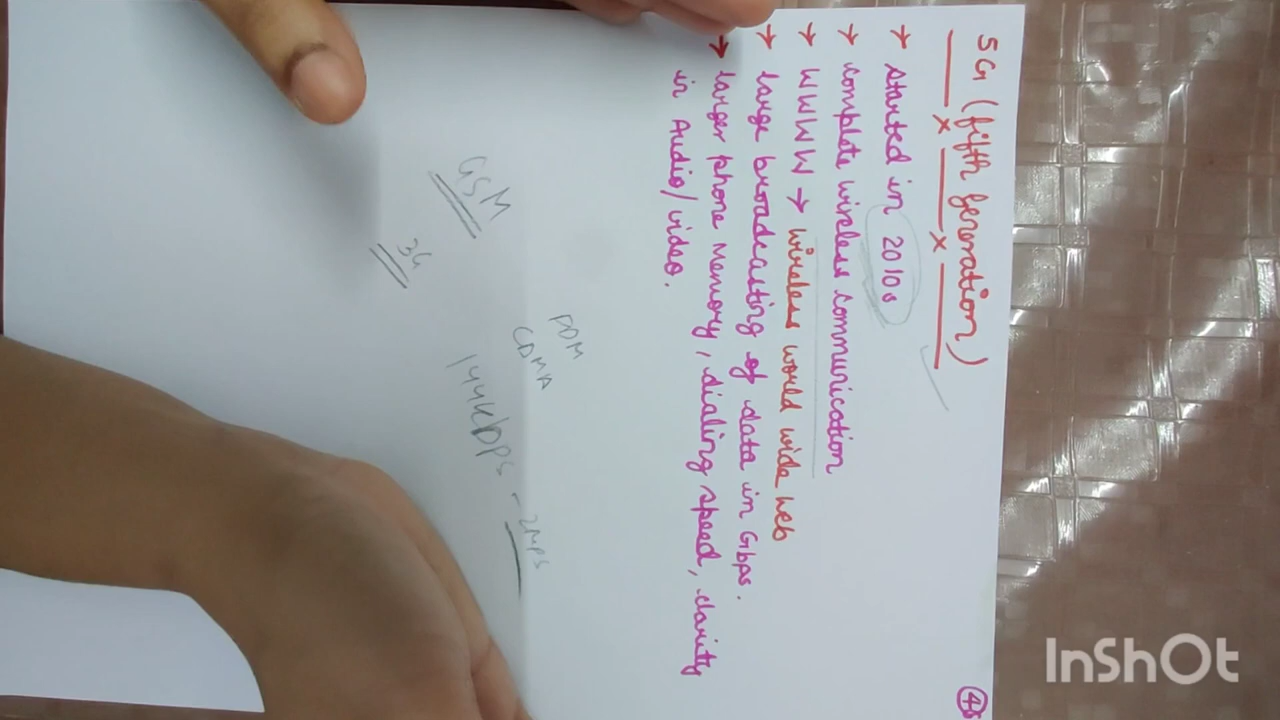 5G (fifth generation)
→ started in 2010s
→ complete wireless communication
→ WWWW → wireless world wide web
→ large broadcasting of data in Gbps.
→ larger phone memory, dialing speed, clarity
in Audio/video.
GSM
3G
CDMA
144kbps - 2Mps
InShOt